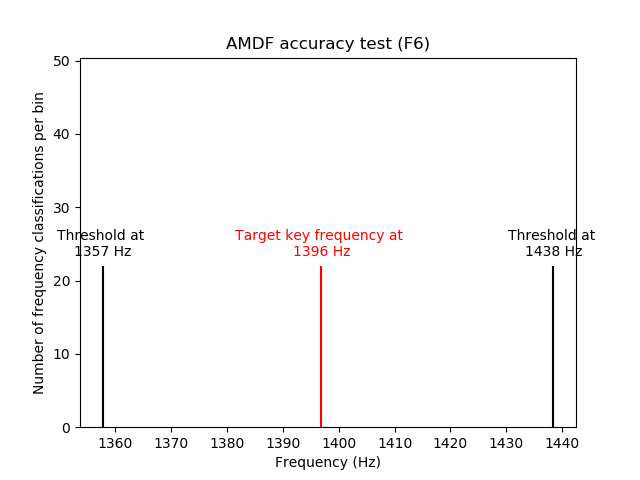 AMDF accuracy test (F6)
Number of frequency classifications per bin
50
40
30
20
10
0
Threshold at
1357 Hz
Target key frequency at
1396 Hz
Threshold at
1438 Hz
1360 1370 1380 1390 1400 1410 1420 1430 1440
Frequency (Hz)